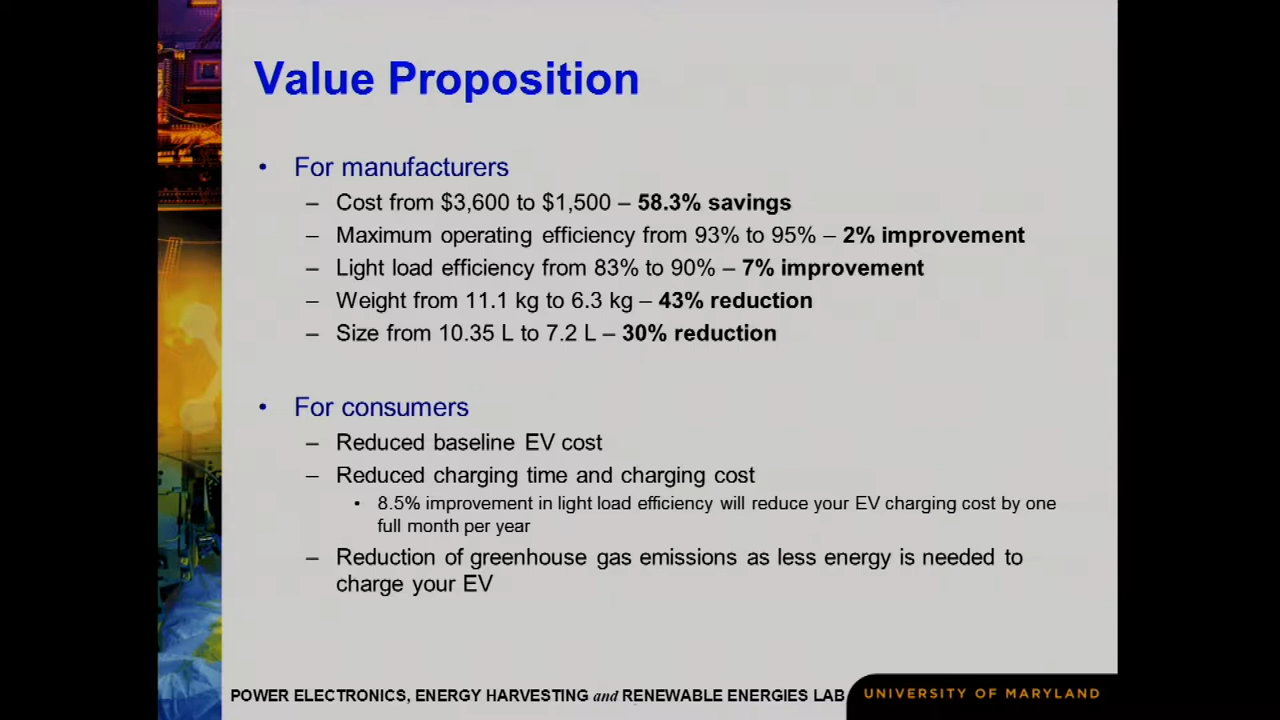 Value Proposition
• For manufacturers
– Cost from $3,600 to $1,500 – 58.3% savings
– Maximum operating efficiency from 93% to 95% – 2% improvement
– Light load efficiency from 83% to 90% – 7% improvement
– Weight from 11.1 kg to 6.3 kg – 43% reduction
– Size from 10.35 L to 7.2 L – 30% reduction
• For consumers
– Reduced baseline EV cost
– Reduced charging time and charging cost
• 8.5% improvement in light load efficiency will reduce your EV charging cost by one
full month per year
– Reduction of greenhouse gas emissions as less energy is needed to
charge your EV
POWER ELECTRONICS, ENERGY HARVESTING and RENEWABLE ENERGIES LAB
UNIVERSITY OF MARYLAND